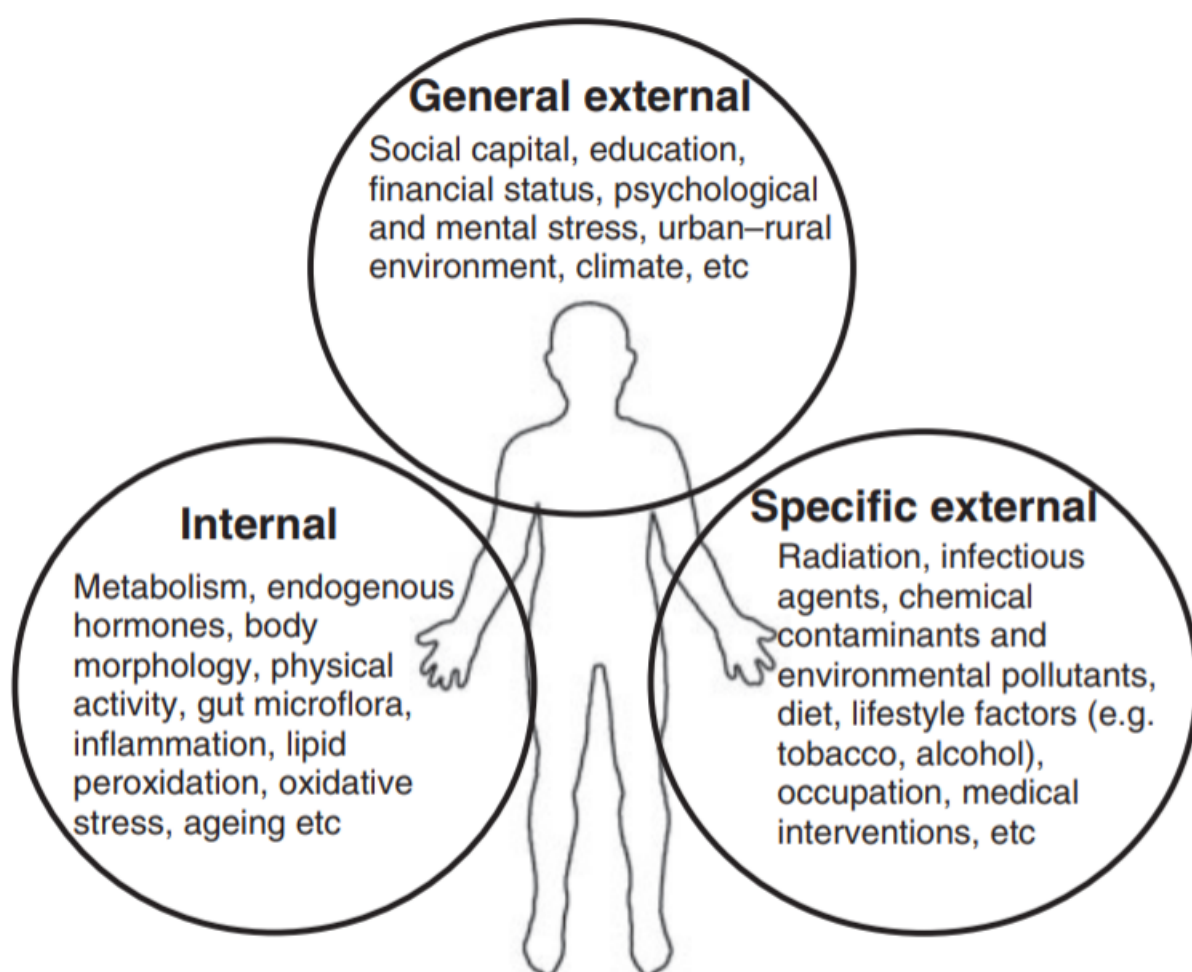 General external
Social capital, education,
financial status, psychological
and mental stress, urban–rural
environment, climate, etc
Internal
Metabolism, endogenous
hormones, body
morphology, physical
activity, gut microflora,
inflammation, lipid
peroxidation, oxidative
stress, ageing etc
Specific external
Radiation, infectious
agents, chemical
contaminants and
environmental pollutants,
diet, lifestyle factors (e.g.
tobacco, alcohol),
occupation, medical
interventions, etc